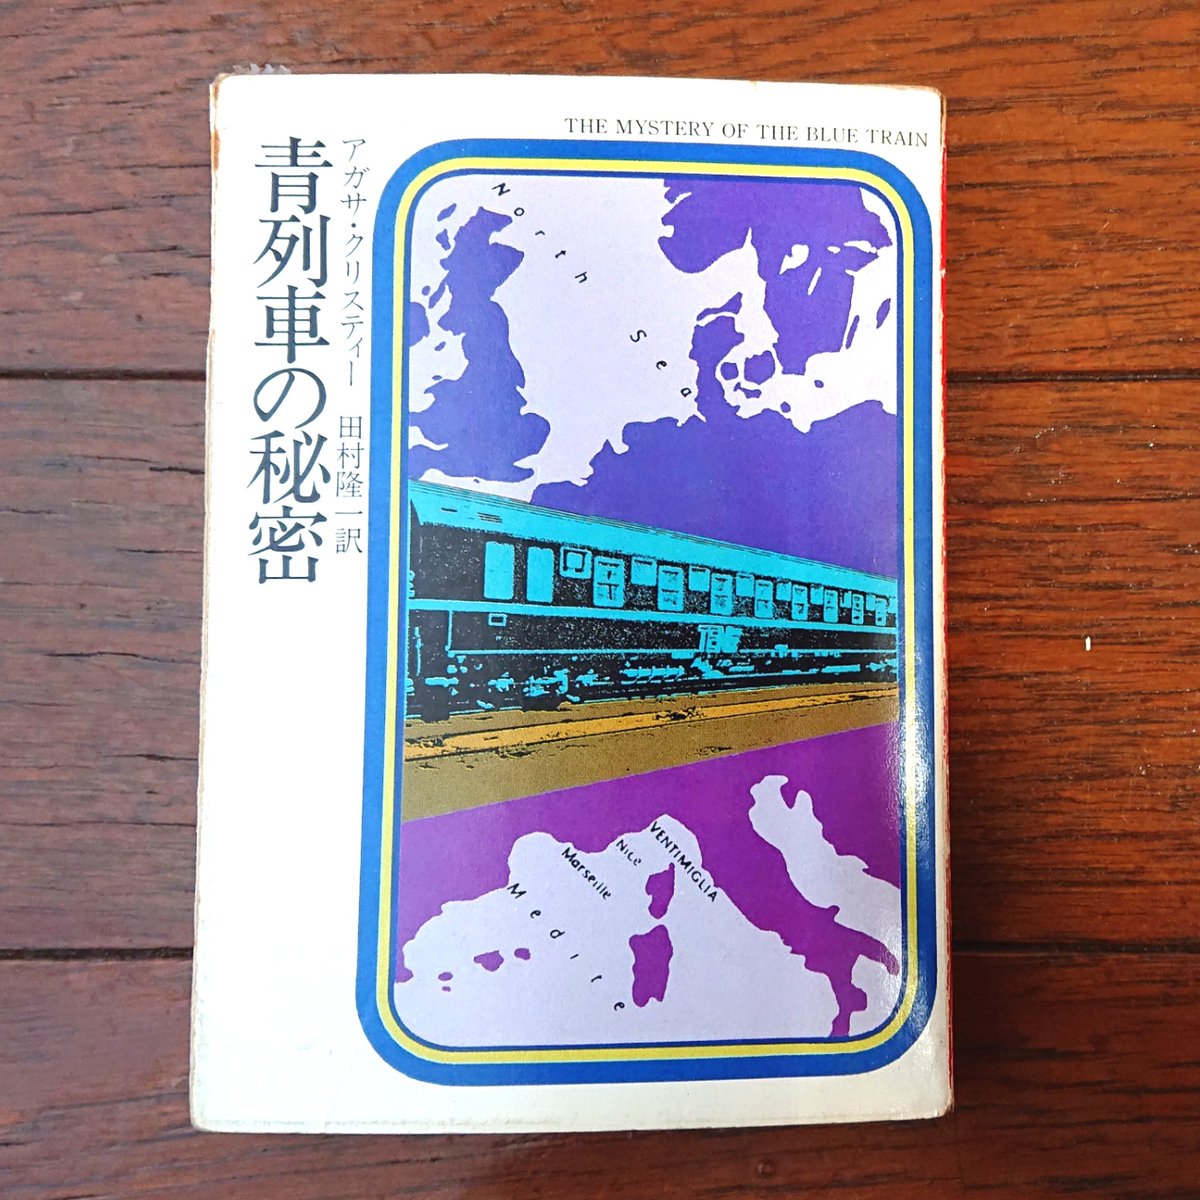 THE MYSTERY OF THE BLUE TRAIN
アガサ・クリスティー 田村隆一訳
青列車の秘密
North Sea
VENTIMIGLIA
Nice
Marseille
Medite